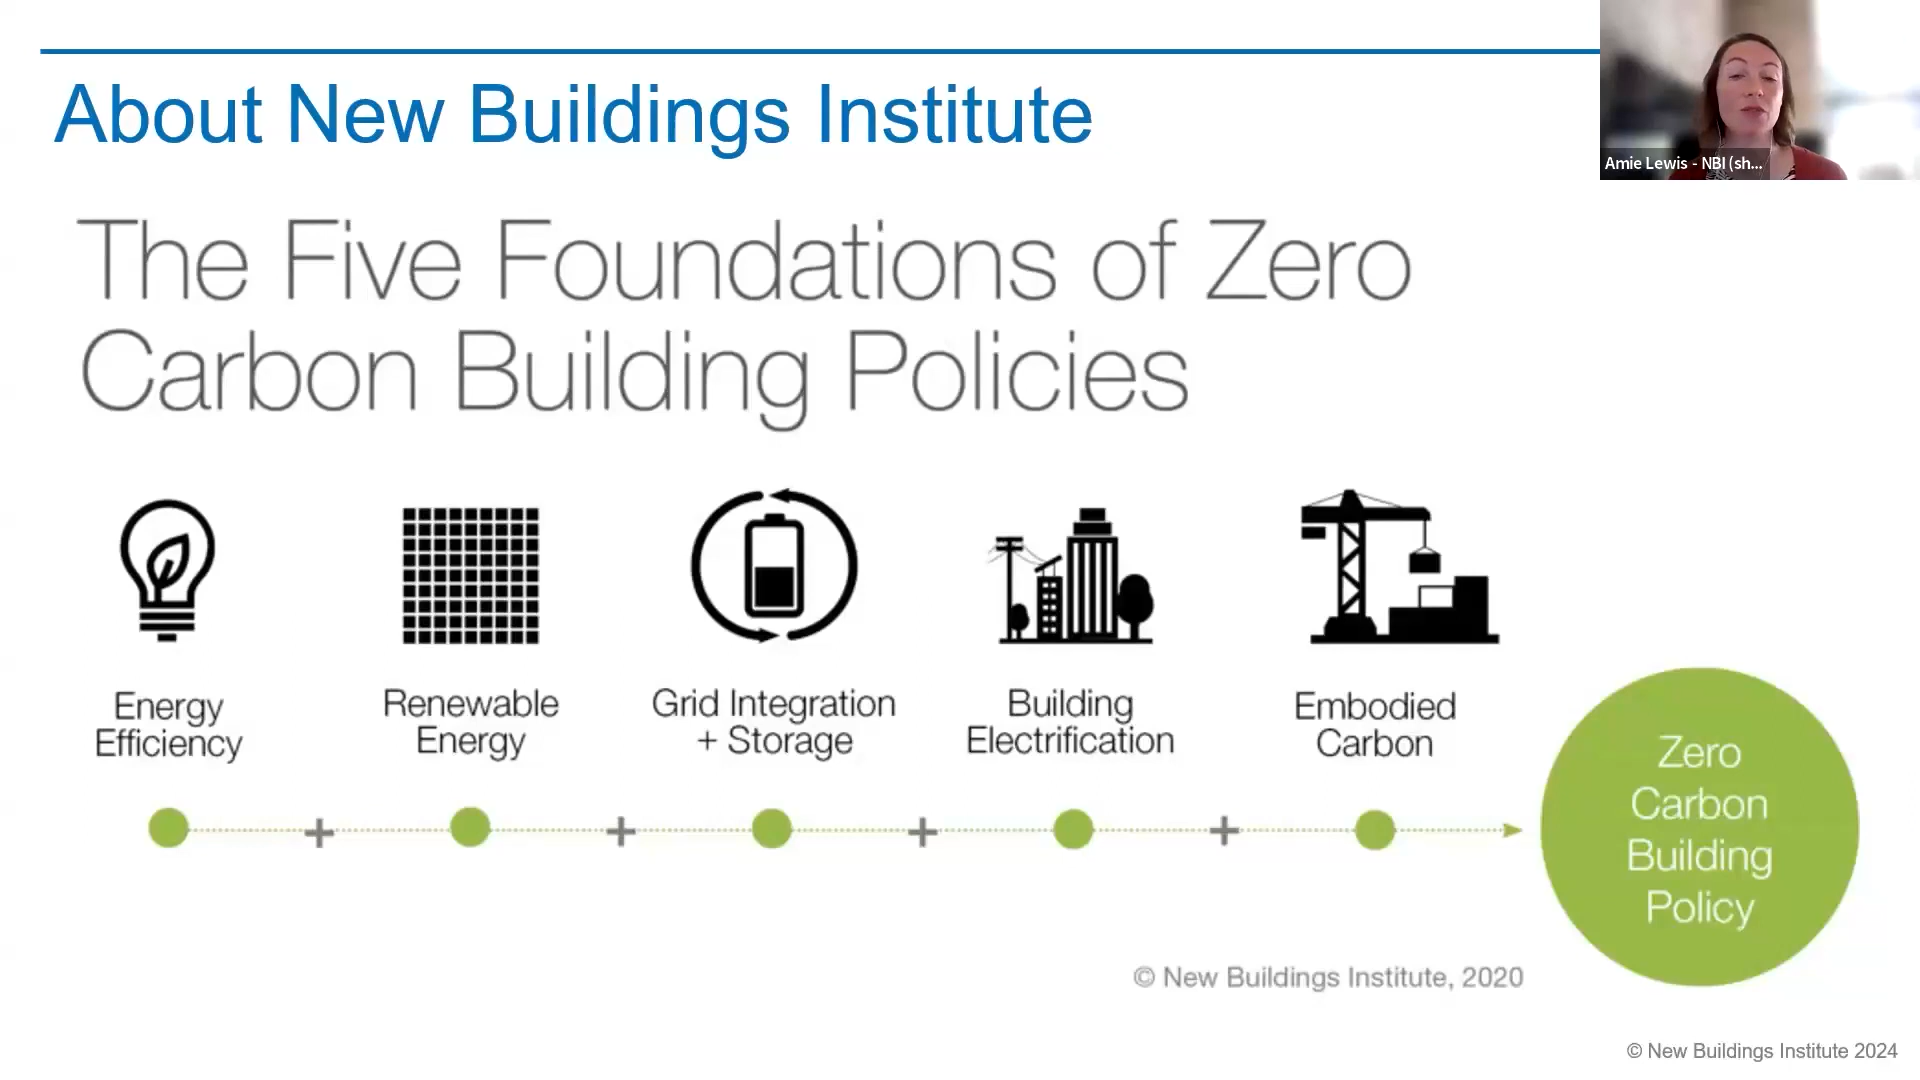 About New Buildings Institute
Amie Lewis - NBI (sh...
The Five Foundations of Zero
Carbon Building Policies
Energy
Efficiency
Renewable
Energy
Grid Integration
+ Storage
Building
Electrification
Embodied
Carbon
+ + + +
Zero
Carbon
Building
Policy
© New Buildings Institute, 2020
© New Buildings Institute 2024